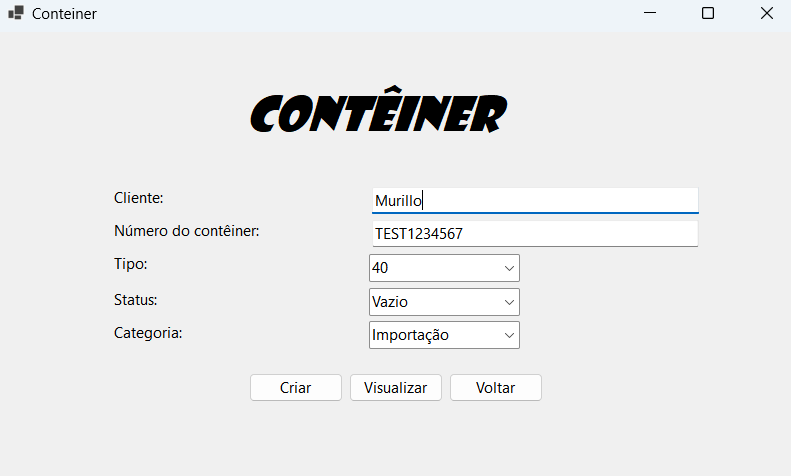 Conteiner
CONTÊINER
Cliente: Murillo
Número do contêiner: TEST1234567
Tipo: 40
Status: Vazio
Categoria: Importação
Criar Visualizar Voltar